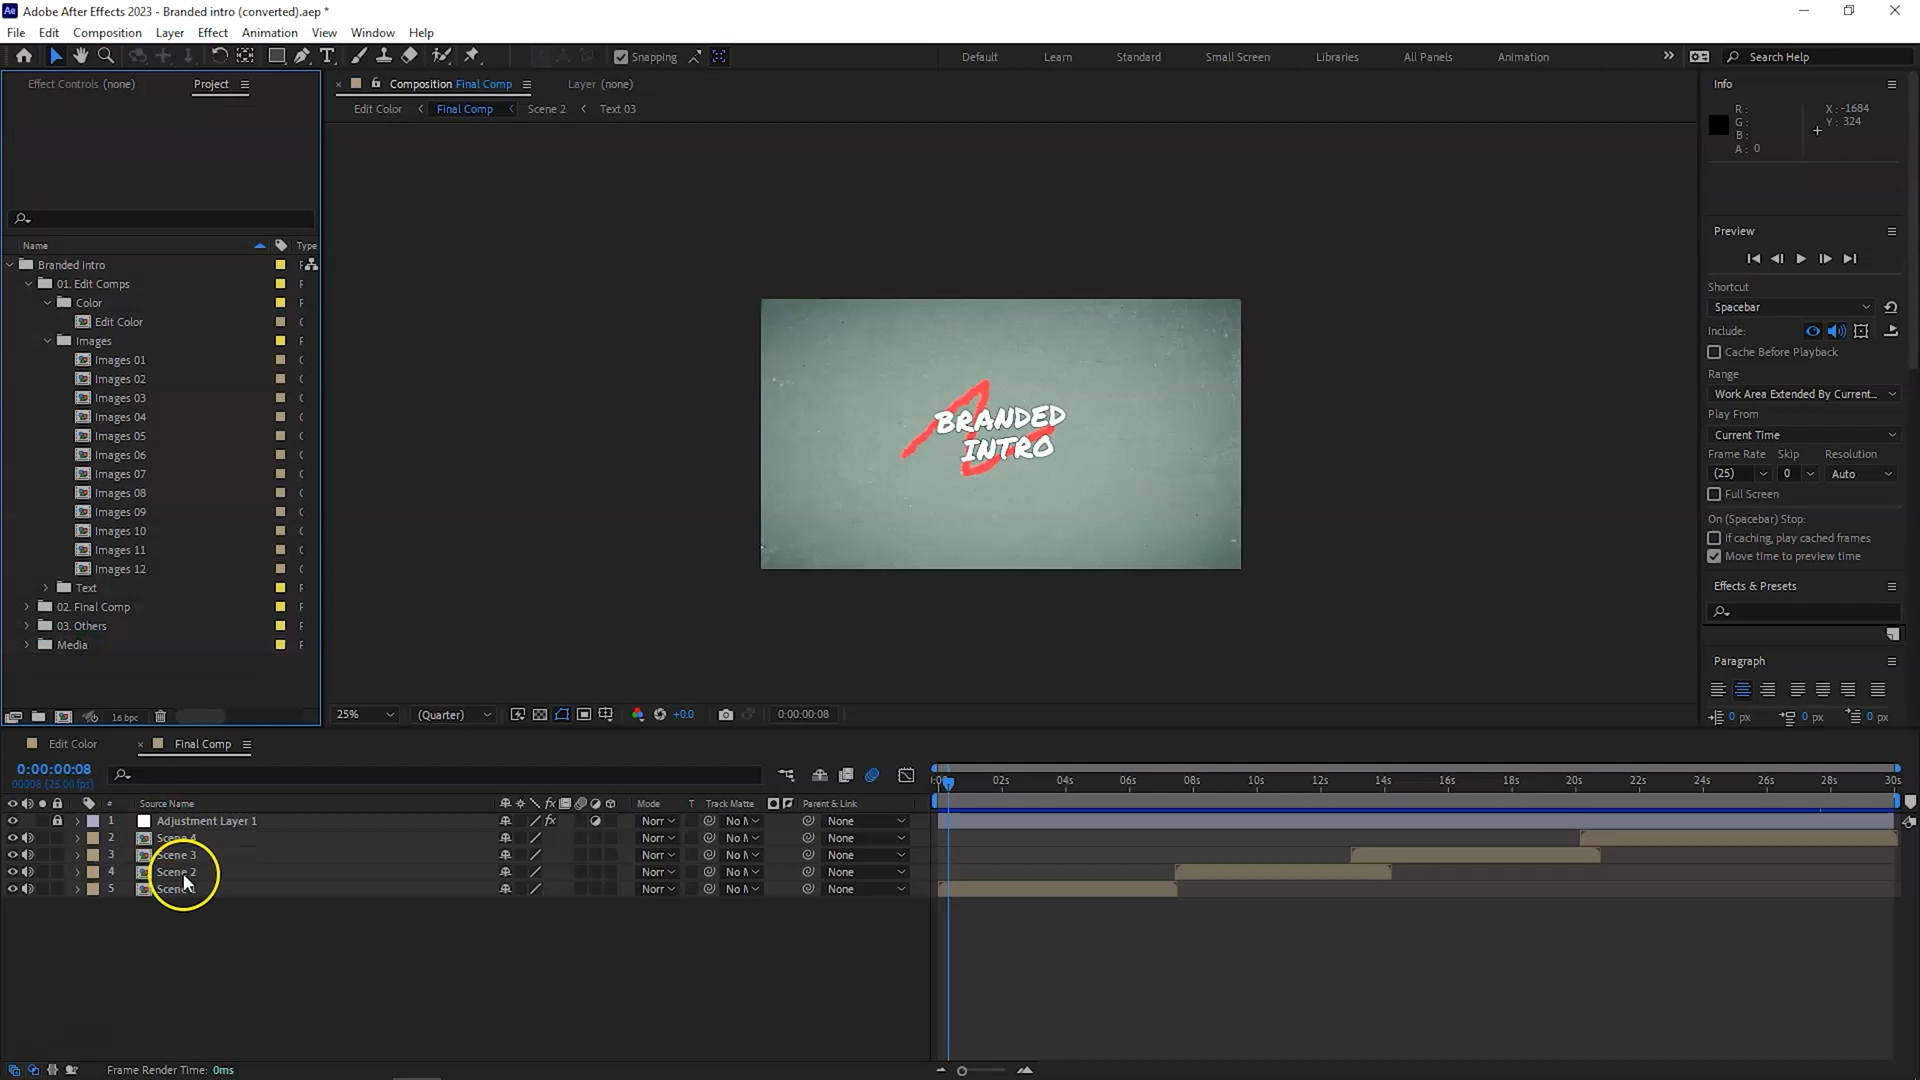 Adobe After Effects 2023 - Branded intro (converted).aep *
File Edit Composition Layer Effect Animation View Window Help
Snapping
Default Learn Standard Small Screen Libraries All Panels Animation
Search Help
Effect Controls (none) Project
Composition Final Comp Layer (none)
Edit Color Final Comp Scene 2 Text 03
Name Type
Branded intro
01. Edit Comps
Color
Edit Color
Images
Images 01
Images 02
Images 03
Images 04
Images 05
Images 06
Images 07
Images 08
Images 09
Images 10
Images 11
Images 12
Text
02. Final Comp
03. Others
Media
16 bpc
BRANDED
INTRO
25% (Quarter) +0.0 0:00:00:08
Info
R :
G :
B :
A : 0
X : -1684
Y : 324
Preview
Shortcut
Spacebar
Include:
Cache Before Playback
Range
Work Area Extended By Current...
Play From
Current Time
Frame Rate Skip Resolution
(25) 0 Auto
Full Screen
On (Spacebar) Stop:
If caching, play cached frames
Move time to preview time
Effects & Presets
Paragraph
0 px 0 px 0 px
Edit Color Final Comp
0:00:00:08
00008 (25.00 fps)
02s 04s 06s 08s 10s 12s 14s 16s 18s 20s 22s 24s 26s 28s 30s
# Source Name Mode T Track Matte Parent & Link
1 Adjustment Layer 1 Norr No M None
2 Scene 4 Norr No M None
3 Scene 3 Norr No M None
4 Scene 2 Norr No M None
5 Scene 1 Norr No M None
Frame Render Time: 0ms